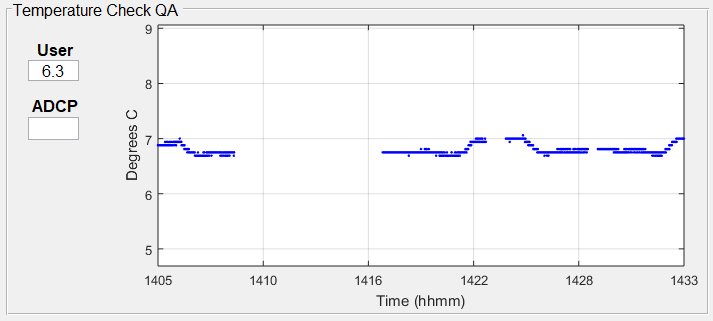 Temperature Check QA
User
6.3
ADCP
Degrees C
9
8
7
6
5
1405
1410
1416
1422
1428
1433
Time (hhmm)